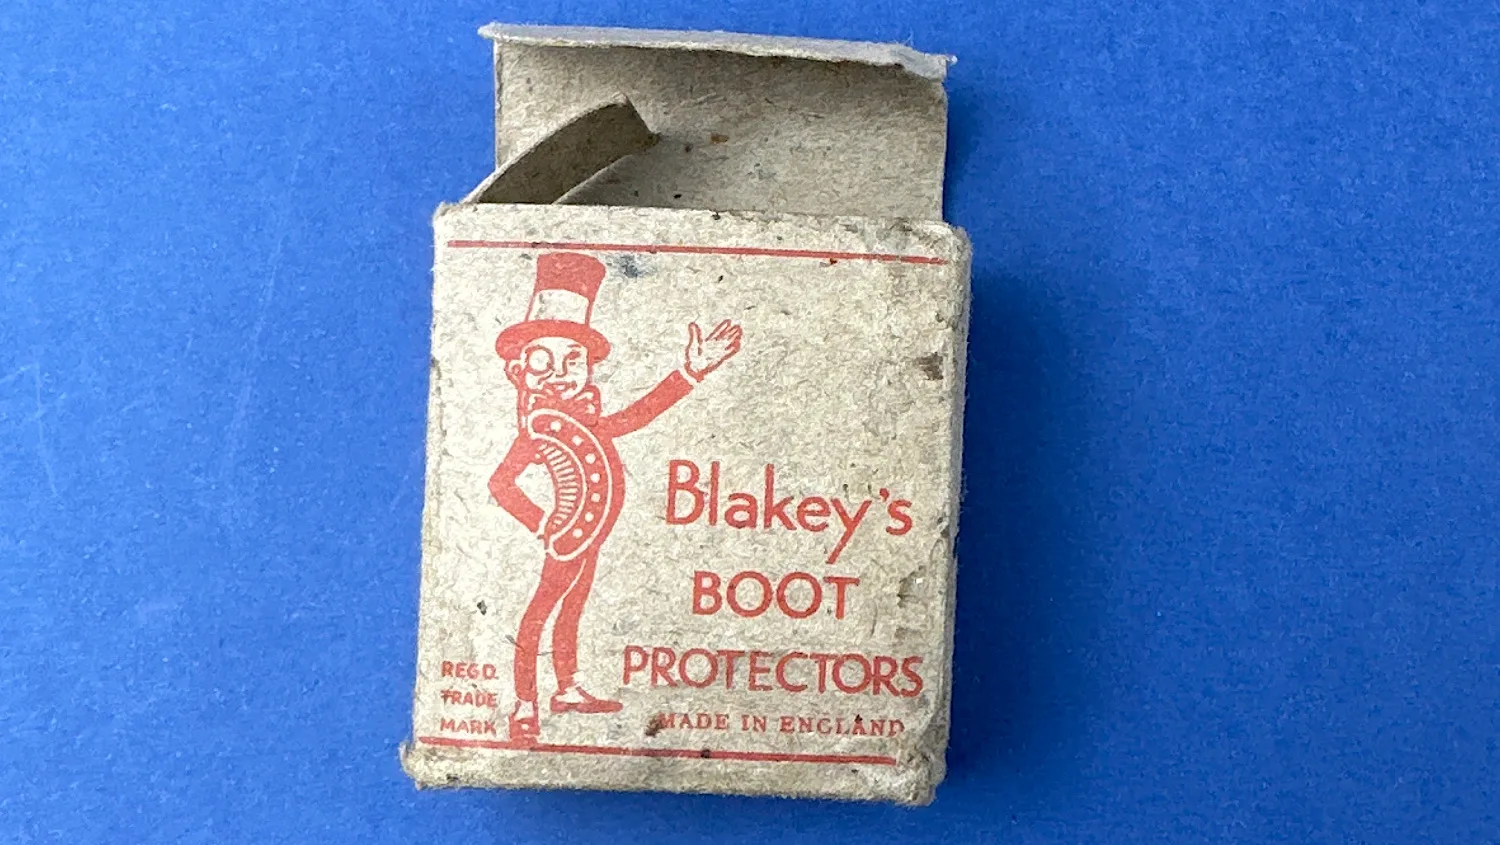 Blakey's
BOOT
PROTECTORS
MADE IN ENGLAND
REGD.
TRADE
MARK